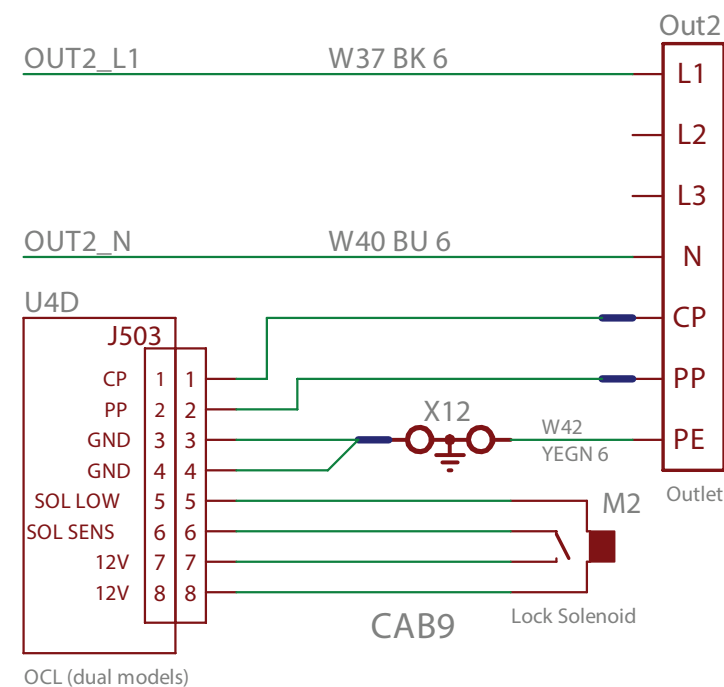 Out2
OUT2_L1 W37 BK 6
L1
L2
L3
OUT2_N W40 BU 6
N
U4D
J503
CP
CP 1 1
PP
PP 2 2
X12
GND 3 3
W42
YEGN 6
PE
GND 4 4
SOL LOW 5 5
M2
Outlet
SOL SENS 6 6
12V 7 7
12V 8 8
CAB9
Lock Solenoid
OCL (dual models)